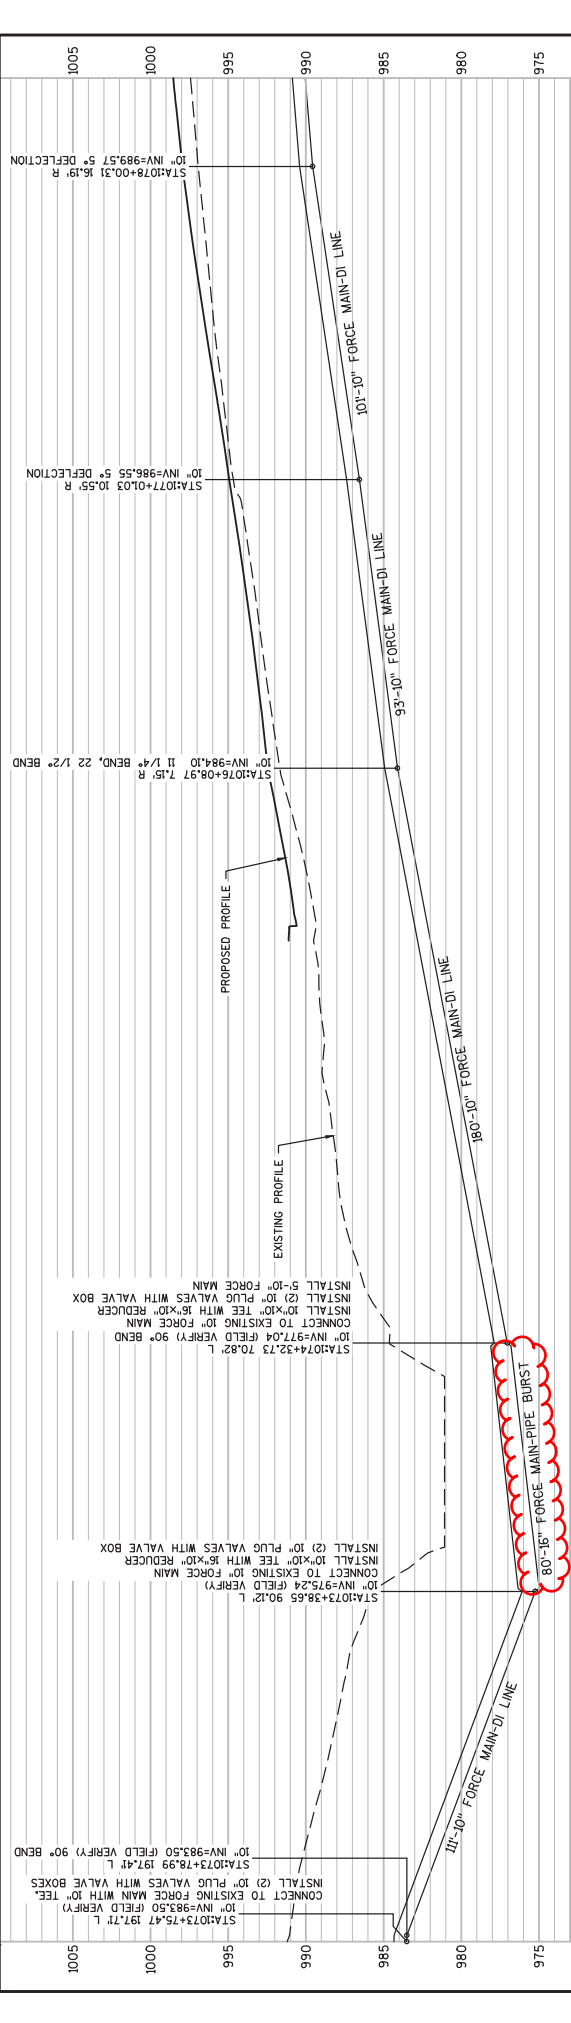 1005 1000 995 990 985 980 975
STA:1078+00.31 16.19' R
10" INV=989.57 5° DEFLECTION
101'-10" FORCE MAIN-DI LINE
STA:1077+01.03 10.55' R
10" INV=986.55 5° DEFLECTION
93'-10" FORCE MAIN-DI LINE
STA:1076+08.97 7.15' R
10" INV=984.10 11 1/4° BEND, 22 1/2° BEND
PROPOSED PROFILE
180'-10" FORCE MAIN-DI LINE
EXISTING PROFILE
STA:1074+32.73 70.82' L
10" INV=977.04 (FIELD VERIFY) 90° BEND
CONNECT TO EXISTING 10" FORCE MAIN
INSTALL 10"x10" TEE WITH 16"x10" REDUCER
INSTALL (2) 10" PLUG VALVES WITH VALVE BOX
INSTALL 5'-10" FORCE MAIN
80'-16" FORCE MAIN-PIPE BURST
STA:1073+38.65 90.12' L
10" INV=975.24 (FIELD VERIFY)
CONNECT TO EXISTING 10" FORCE MAIN
INSTALL 10"x10" TEE WITH 16"x10" REDUCER
INSTALL (2) 10" PLUG VALVES WITH VALVE BOX
111'-10" FORCE MAIN-DI LINE
STA:1073+78.99 197.41' L
10" INV=983.50 (FIELD VERIFY) 90° BEND
STA:1073+75.47 197.71' L
10" INV=983.50 (FIELD VERIFY)
CONNECT TO EXISTING FORCE MAIN WITH 10" TEE.
INSTALL (2) 10" PLUG VALVES WITH VALVE BOXES
1005 1000 995 990 985 980 975